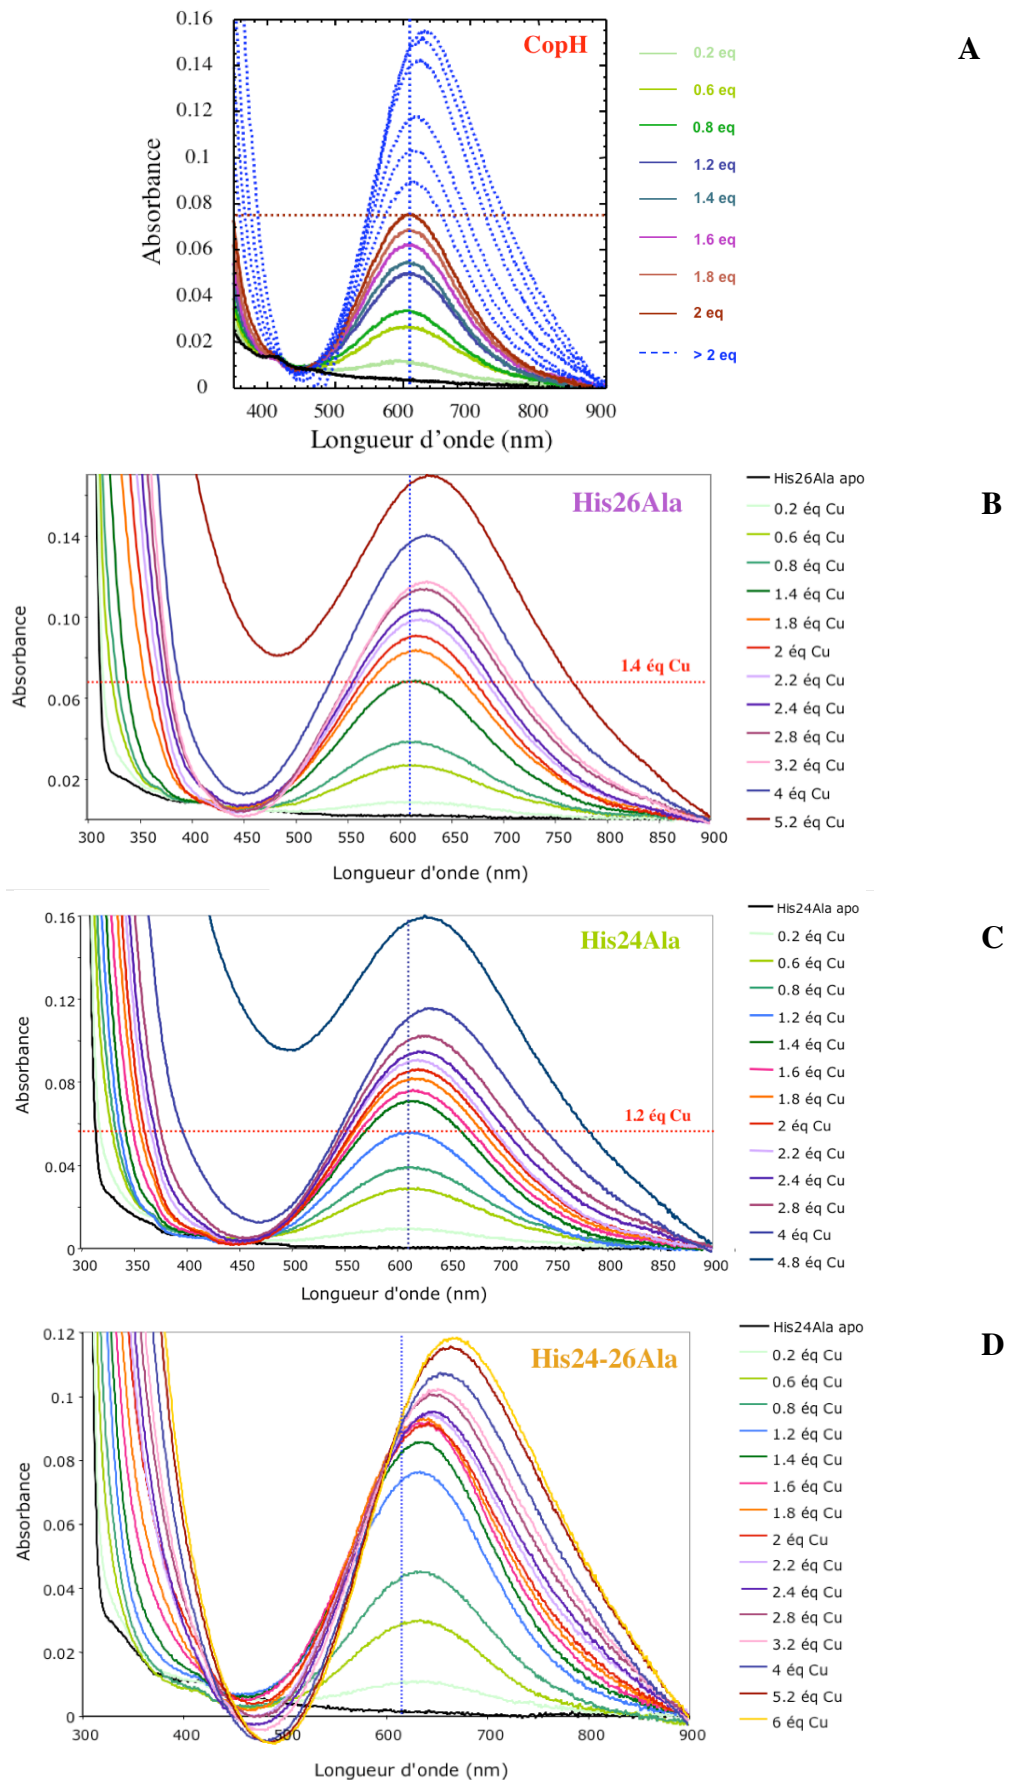 A
CopH
0.16
0.14
0.12
0.1
0.08
0.06
0.04
0.02
0
Absorbance
400 500 600 700 800 900
Longueur d’onde (nm)
0.2 eq
0.6 eq
0.8 eq
1.2 eq
1.4 eq
1.6 eq
1.8 eq
2 eq
> 2 eq
B
His26Ala
0.14
0.10
0.06
0.02
Absorbance
1.4 éq Cu
300 350 400 450 500 550 600 650 700 750 800 850 900
Longueur d'onde (nm)
His26Ala apo
0.2 éq Cu
0.6 éq Cu
0.8 éq Cu
1.4 éq Cu
1.8 éq Cu
2 éq Cu
2.2 éq Cu
2.4 éq Cu
2.8 éq Cu
3.2 éq Cu
4 éq Cu
5.2 éq Cu
C
His24Ala
0.16
0.12
0.08
0.04
0
Absorbance
1.2 éq Cu
300 350 400 450 500 550 600 650 700 750 800 850 900
Longueur d'onde (nm)
His24Ala apo
0.2 éq Cu
0.6 éq Cu
0.8 éq Cu
1.2 éq Cu
1.4 éq Cu
1.6 éq Cu
1.8 éq Cu
2 éq Cu
2.2 éq Cu
2.4 éq Cu
2.8 éq Cu
4 éq Cu
4.8 éq Cu
D
His24-26Ala
0.12
0.1
0.08
0.06
0.04
0.02
0
Absorbance
300 400 500 600 700 800 900
Longueur d'onde (nm)
His24Ala apo
0.2 éq Cu
0.6 éq Cu
0.8 éq Cu
1.2 éq Cu
1.4 éq Cu
1.6 éq Cu
1.8 éq Cu
2 éq Cu
2.2 éq Cu
2.4 éq Cu
2.8 éq Cu
3.2 éq Cu
4 éq Cu
5.2 éq Cu
6 éq Cu